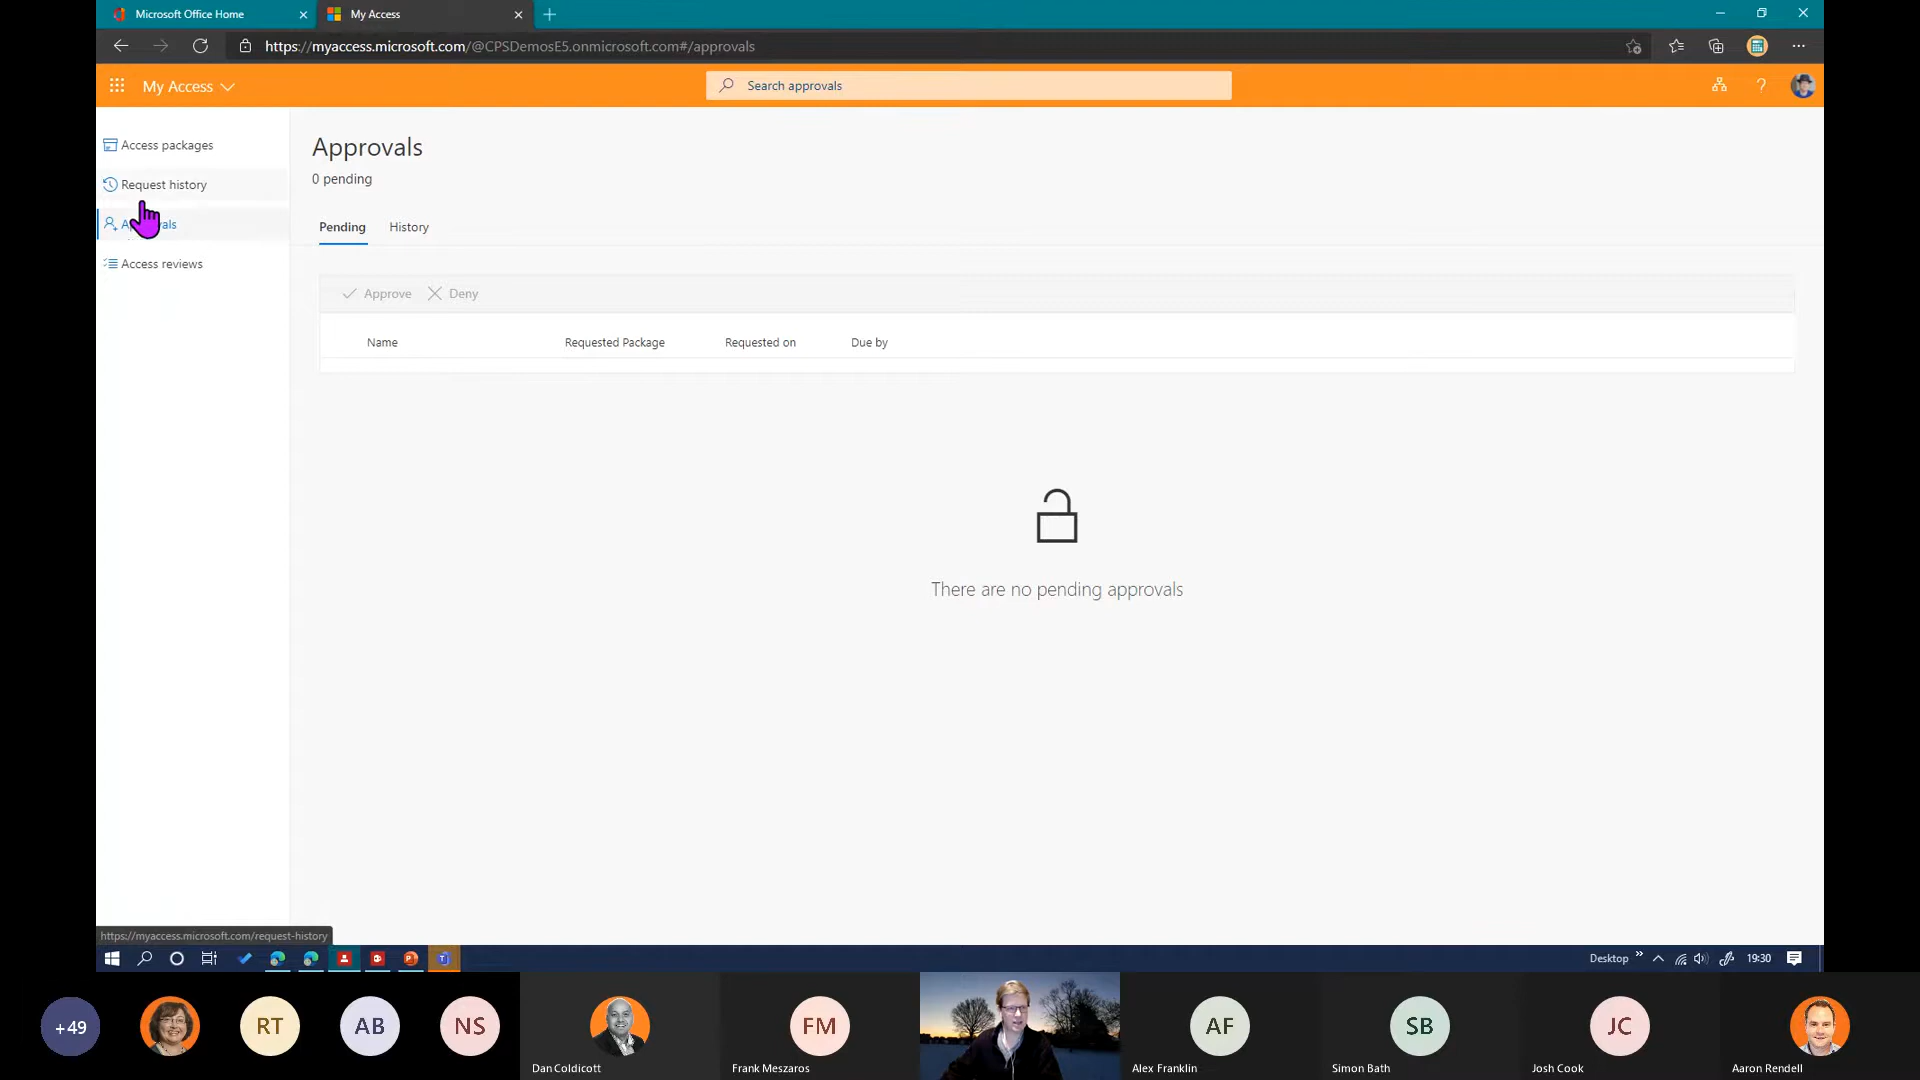 Microsoft Office Home
My Access
https://myaccess.microsoft.com/@CPSDemosE5.onmicrosoft.com#/approvals
My Access
Search approvals
?
Access packages
Request history
Access reviews
Approvals
0 pending
Pending
History
Approve
Deny
Name
Requested Package
Requested on
Due by
There are no pending approvals
https://myaccess.microsoft.com/request-history
Desktop
19:30
+49
RT
AB
NS
FM
AF
SB
JC
Dan Coldicott
Frank Meszaros
Alex Franklin
Simon Bath
Josh Cook
Aaron Rendell